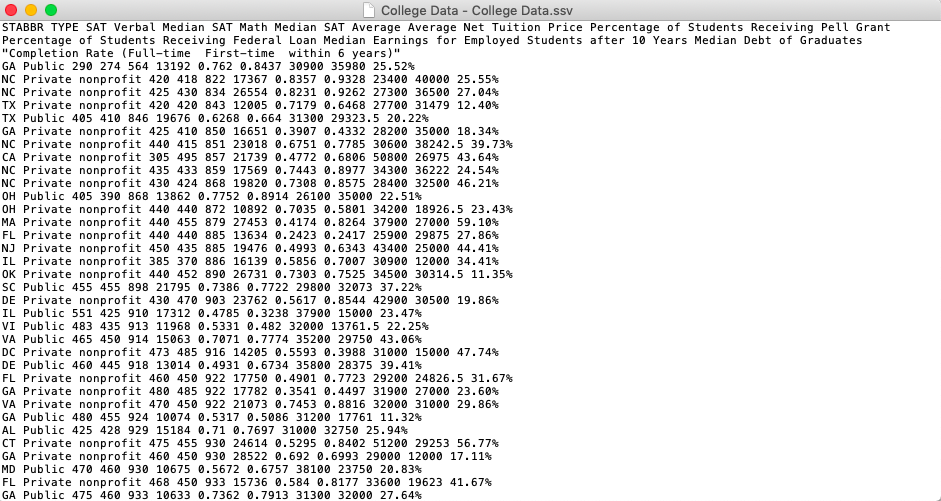 College Data - College Data.ssv
STABBR TYPE SAT Verbal Median SAT Math Median SAT Average Average Net Tuition Price Percentage of Students Receiving Pell Grant
Percentage of Students Receiving Federal Loan Median Earnings for Employed Students after 10 Years Median Debt of Graduates
"Completion Rate (Full-time  First-time  within 6 years)"
GA Public 290 274 564 13192 0.762 0.8437 30900 35980 25.52%
NC Private nonprofit 420 418 822 17367 0.8357 0.9328 23400 40000 25.55%
NC Private nonprofit 425 430 834 26554 0.8231 0.9262 27300 36500 27.04%
TX Private nonprofit 420 420 843 12005 0.7179 0.6468 27700 31479 12.40%
TX Public 405 410 846 19676 0.6268 0.664 31300 29323.5 20.22%
GA Private nonprofit 425 410 850 16651 0.3907 0.4332 28200 35000 18.34%
NC Private nonprofit 440 415 851 23018 0.6751 0.7785 30600 38242.5 39.73%
CA Private nonprofit 305 495 857 21739 0.4772 0.6806 50800 26975 43.64%
NC Private nonprofit 435 433 859 17569 0.7443 0.8977 34300 36222 24.54%
NC Private nonprofit 430 424 868 19820 0.7308 0.8575 28400 32500 46.21%
OH Public 405 390 868 13862 0.7752 0.8914 26100 35000 22.51%
OH Private nonprofit 440 440 872 10892 0.7035 0.5801 34200 18926.5 23.43%
MA Private nonprofit 440 455 879 27453 0.4174 0.8264 37900 27000 59.10%
FL Private nonprofit 440 440 885 13634 0.2423 0.2417 25900 29875 27.86%
NJ Private nonprofit 450 435 885 19476 0.4993 0.6343 43400 25000 44.41%
IL Private nonprofit 385 370 886 16139 0.5856 0.7007 30900 12000 34.41%
OK Private nonprofit 440 452 890 26731 0.7303 0.7525 34500 30314.5 11.35%
SC Public 455 455 898 21795 0.7386 0.7722 29800 32073 37.22%
DE Private nonprofit 430 470 903 23762 0.5617 0.8544 42900 30500 19.86%
IL Public 551 425 910 17312 0.4785 0.3238 37900 15000 23.47%
VI Public 483 435 913 11968 0.5331 0.482 32000 13761.5 22.25%
VA Public 465 450 914 15063 0.7071 0.7774 35200 29750 43.06%
DC Private nonprofit 473 485 916 14205 0.5593 0.3988 31000 15000 47.74%
DE Public 460 445 918 13014 0.4931 0.6734 35800 28375 39.41%
FL Private nonprofit 460 450 922 17750 0.4901 0.7723 29200 24826.5 31.67%
GA Private nonprofit 480 485 922 17782 0.3541 0.4497 31900 27000 23.60%
VA Private nonprofit 470 450 922 21073 0.7453 0.8816 32000 31000 29.86%
GA Public 480 455 924 10074 0.5317 0.5086 31200 17761 11.32%
AL Public 425 428 929 15184 0.71 0.7697 31000 32750 25.94%
CT Private nonprofit 475 455 930 24614 0.5295 0.8402 51200 29253 56.77%
GA Private nonprofit 460 450 930 28522 0.692 0.6993 29000 12000 17.11%
MD Public 470 460 930 10675 0.5672 0.6757 38100 23750 20.83%
FL Private nonprofit 468 450 933 15736 0.584 0.8177 33600 19623 41.67%
GA Public 475 460 933 10633 0.7362 0.7913 31300 32000 27.64%